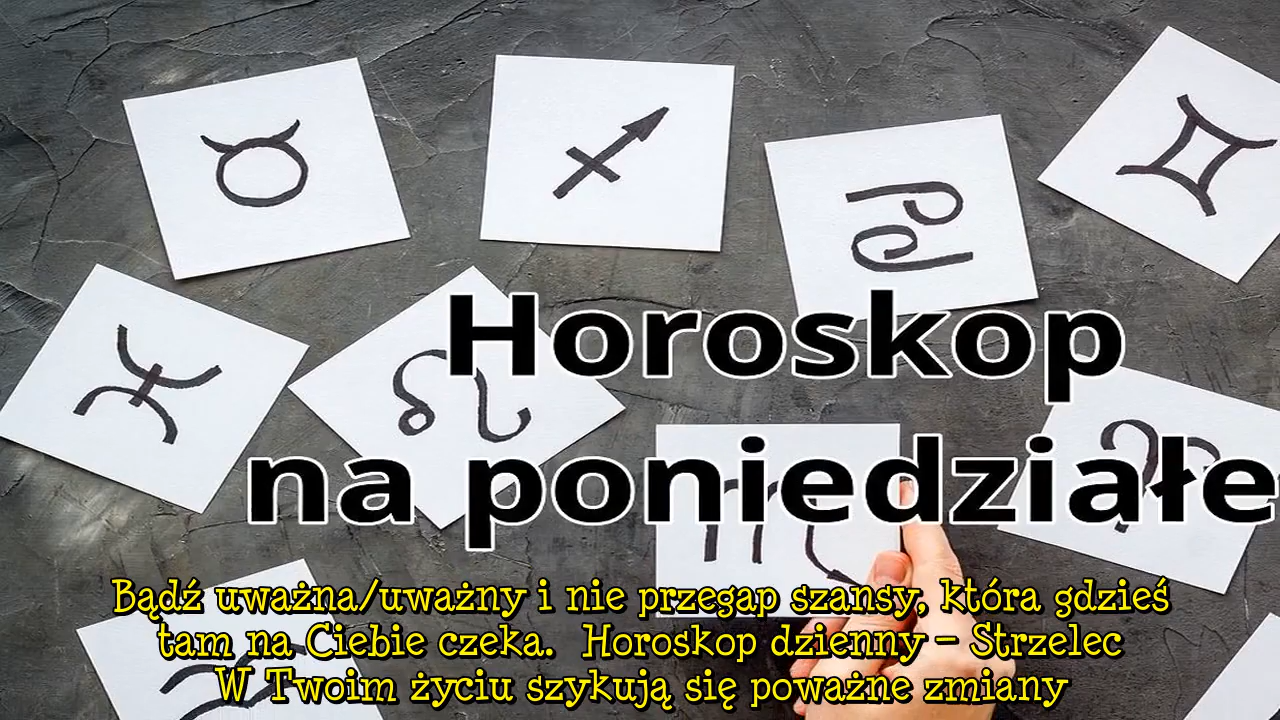 Horoskop
na poniedziałe
Bądź uważna/uważny i nie przegap szansy, która gdzieś
tam na Ciebie czeka. Horoskop dzienny – Strzelec
W Twoim życiu szykują się poważne zmiany